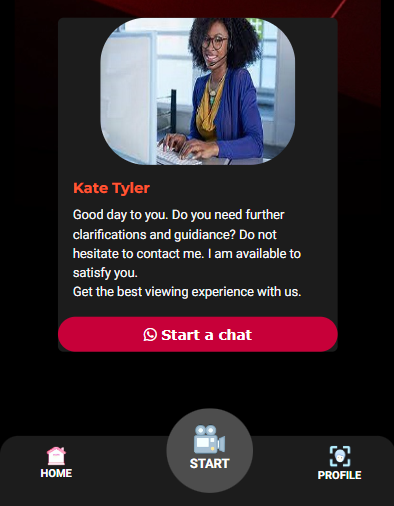 Kate Tyler
Good day to you. Do you need further
clarifications and guidiance? Do not
hesitate to contact me. I am available to
satisfy you.
Get the best viewing experience with us.
Start a chat
HOME
START
PROFILE